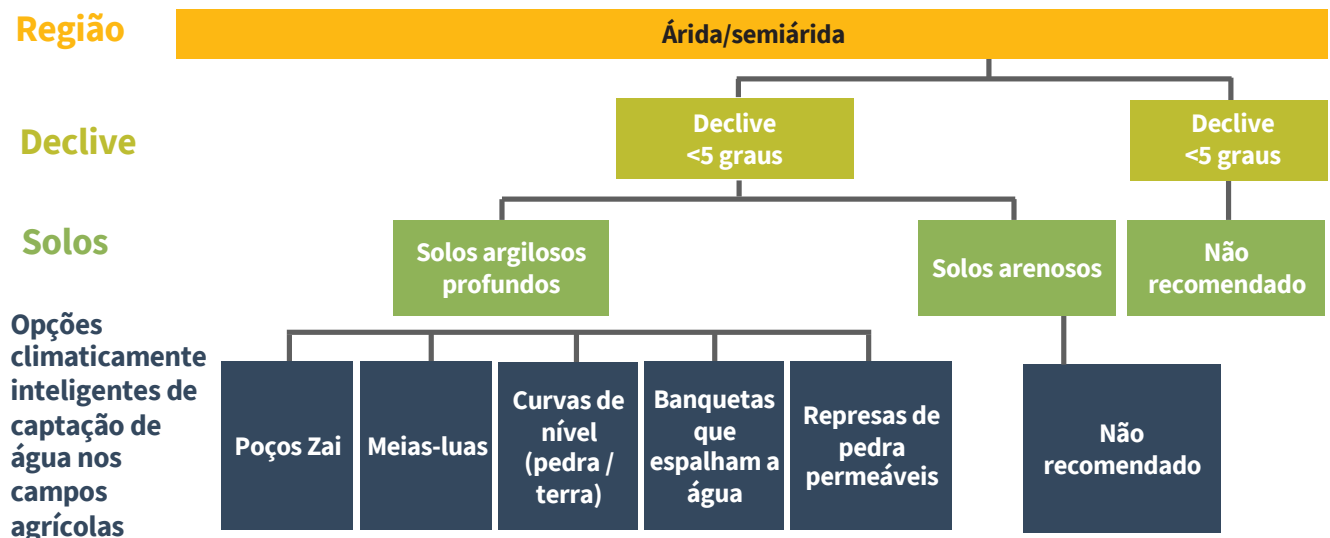 Região
Árida/semiárida
Declive
Declive
<5 graus
Declive
<5 graus
Solos
Solos argilosos
profundos
Solos arenosos
Não
recomendado
Opções
climaticamente
inteligentes de
captação de
água nos
campos
agrícolas
Poços Zai
Meias-luas
Curvas de
nível
(pedra /
terra)
Banquetas
que
espalham a
água
Represas de
pedra
permeáveis
Não
recomendado